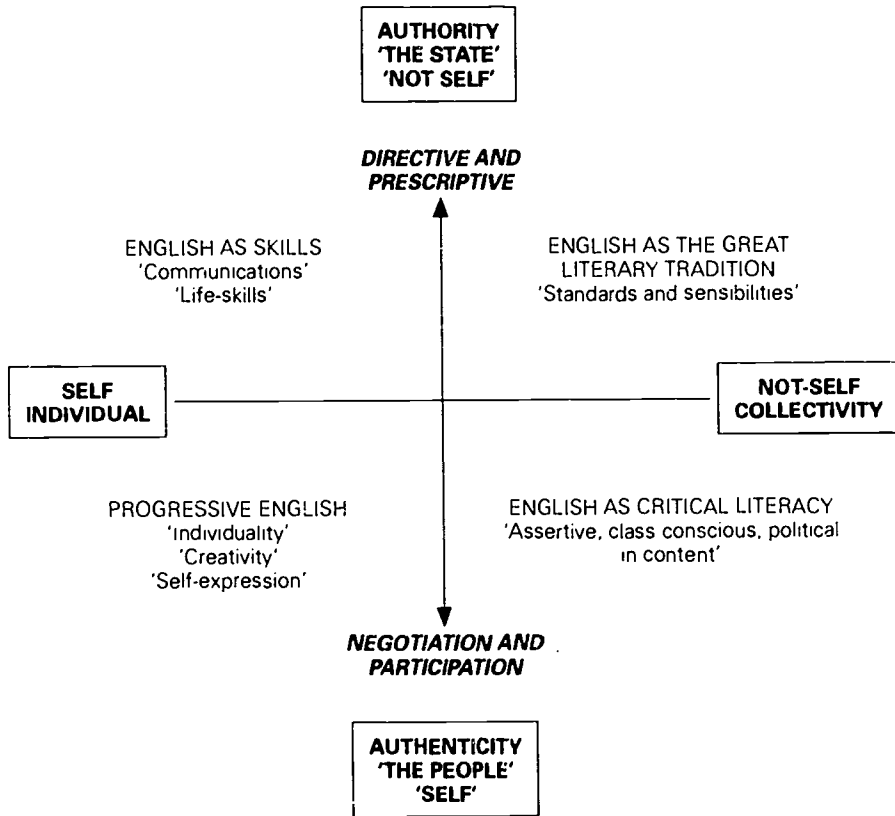 AUTHORITY
'THE STATE'
'NOT SELF'
DIRECTIVE AND
PRESCRIPTIVE
ENGLISH AS SKILLS
'Communications'
'Life-skills'
ENGLISH AS THE GREAT
LITERARY TRADITION
'Standards and sensibilities'
SELF
INDIVIDUAL
NOT-SELF
COLLECTIVITY
PROGRESSIVE ENGLISH
'Individuality'
'Creativity'
'Self-expression'
ENGLISH AS CRITICAL LITERACY
'Assertive, class conscious, political
in content'
NEGOTIATION AND
PARTICIPATION
AUTHENTICITY
'THE PEOPLE'
'SELF'